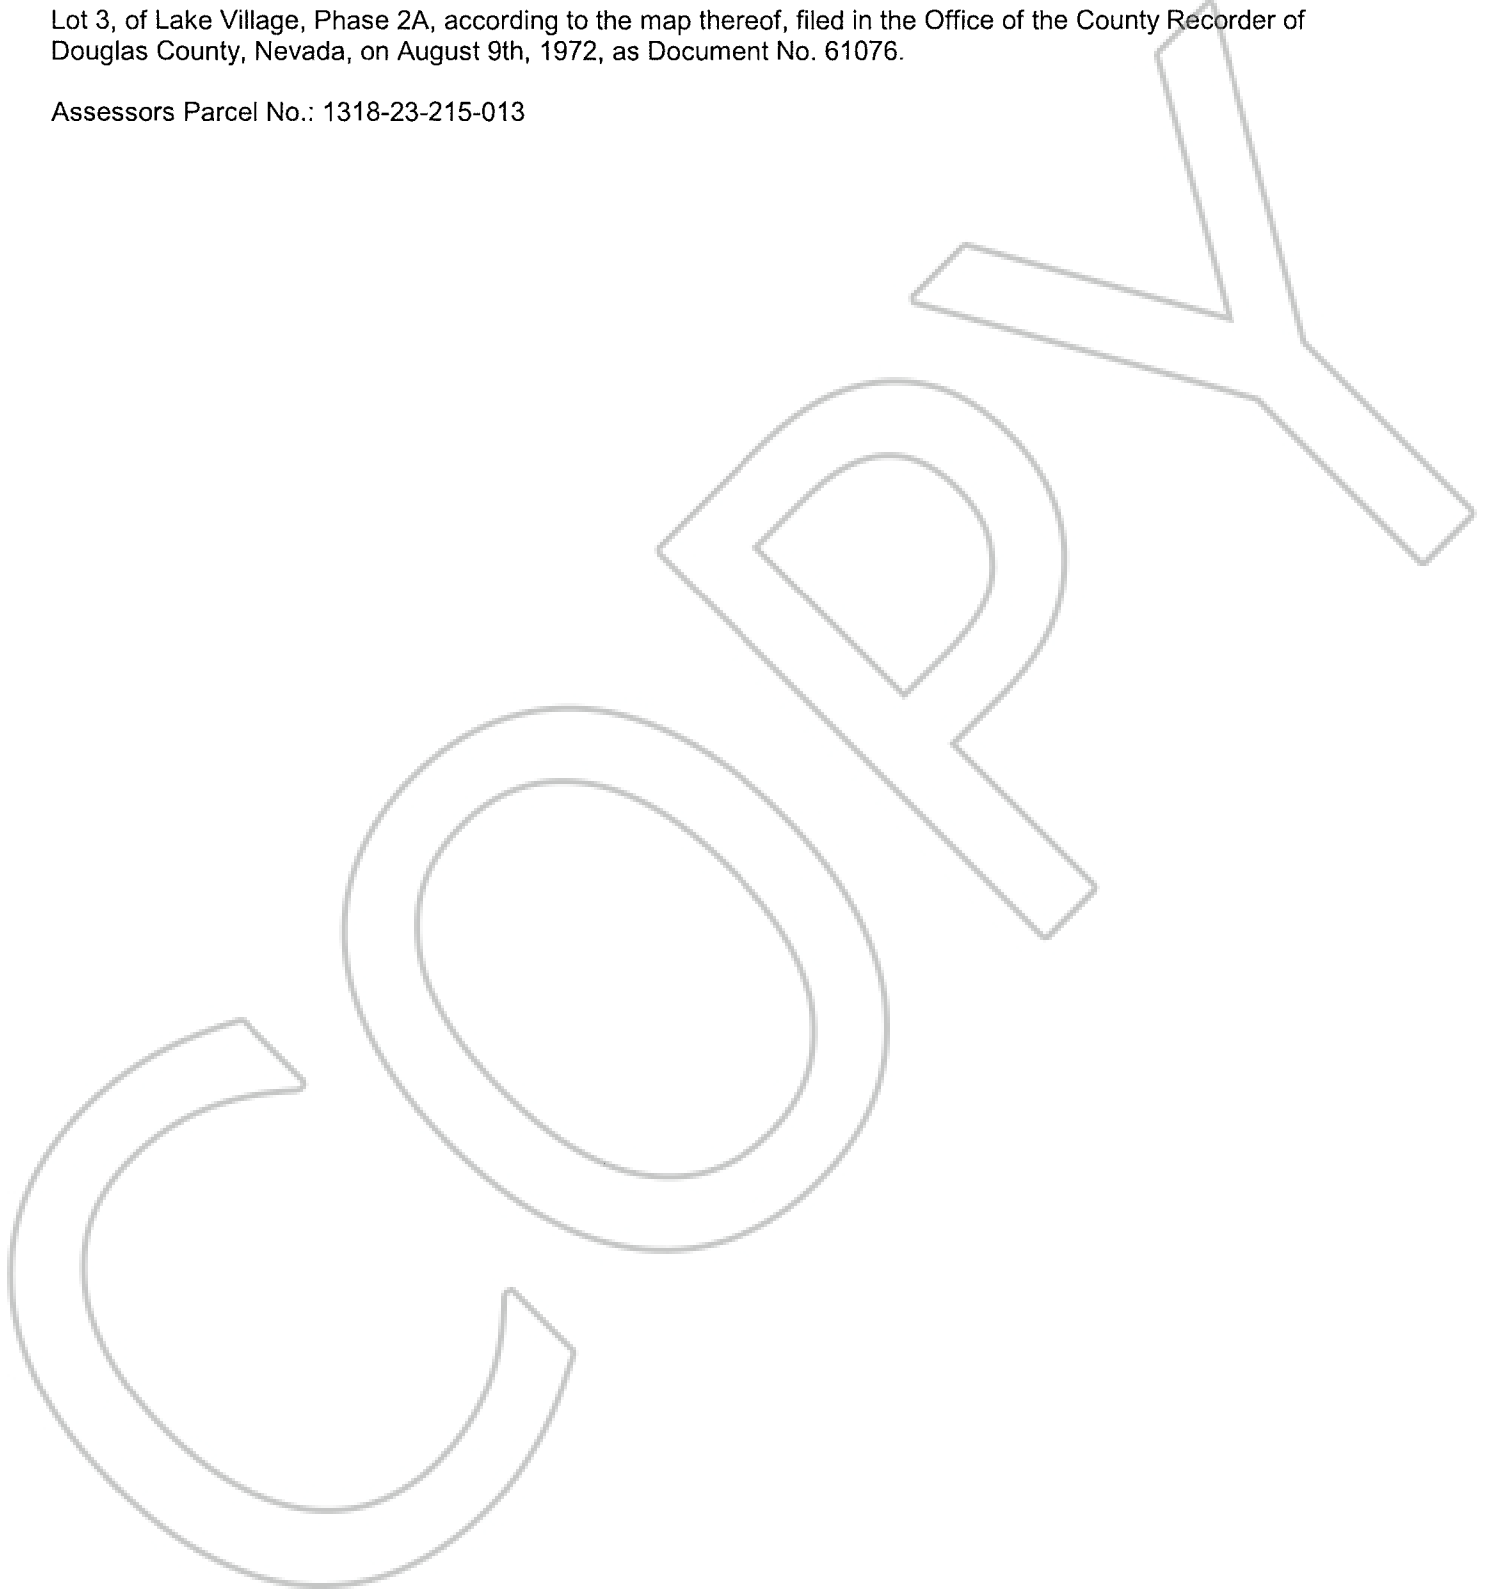 Lot 3, of Lake Village, Phase 2A, according to the map thereof, filed in the Office of the County Recorder of
Douglas County, Nevada, on August 9th, 1972, as Document No. 61076.
Assessors Parcel No.: 1318-23-215-013
COPY